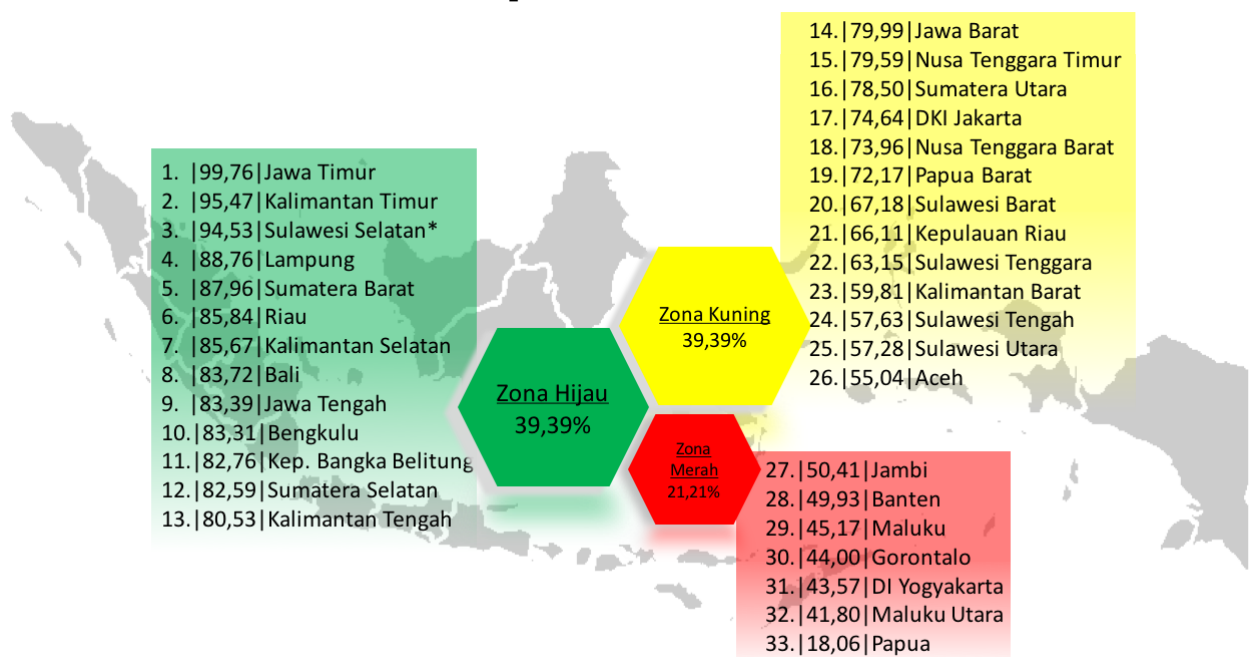 1. |99,76|Jawa Timur
2. |95,47|Kalimantan Timur
3. |94,53|Sulawesi Selatan*
4. |88,76|Lampung
5. |87,96|Sumatera Barat
6. |85,84|Riau
7. |85,67|Kalimantan Selatan
8. |83,72|Bali
9. |83,39|Jawa Tengah
10.|83,31|Bengkulu
11.|82,76|Kep. Bangka Belitung
12.|82,59|Sumatera Selatan
13.|80,53|Kalimantan Tengah
Zona Hijau
39,39%
Zona Kuning
39,39%
Zona
Merah
21,21%
14.|79,99|Jawa Barat
15.|79,59|Nusa Tenggara Timur
16.|78,50|Sumatera Utara
17.|74,64|DKI Jakarta
18.|73,96|Nusa Tenggara Barat
19.|72,17|Papua Barat
20.|67,18|Sulawesi Barat
21.|66,11|Kepulauan Riau
22.|63,15|Sulawesi Tenggara
23.|59,81|Kalimantan Barat
24.|57,63|Sulawesi Tengah
25.|57,28|Sulawesi Utara
26.|55,04|Aceh
27.|50,41|Jambi
28.|49,93|Banten
29.|45,17|Maluku
30.|44,00|Gorontalo
31.|43,57|DI Yogyakarta
32.|41,80|Maluku Utara
33.|18,06|Papua